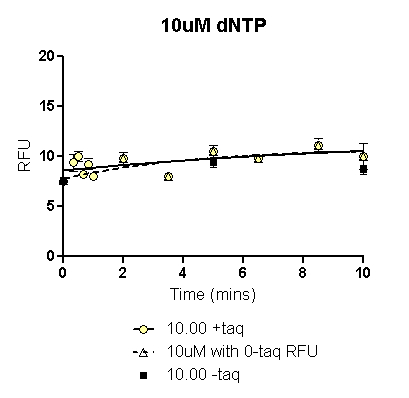 10uM dNTP
20
15
10
5
0
RFU
0 2 4 6 8 10
Time (mins)
10.00 +taq
10uM with 0-taq RFU
10.00 -taq